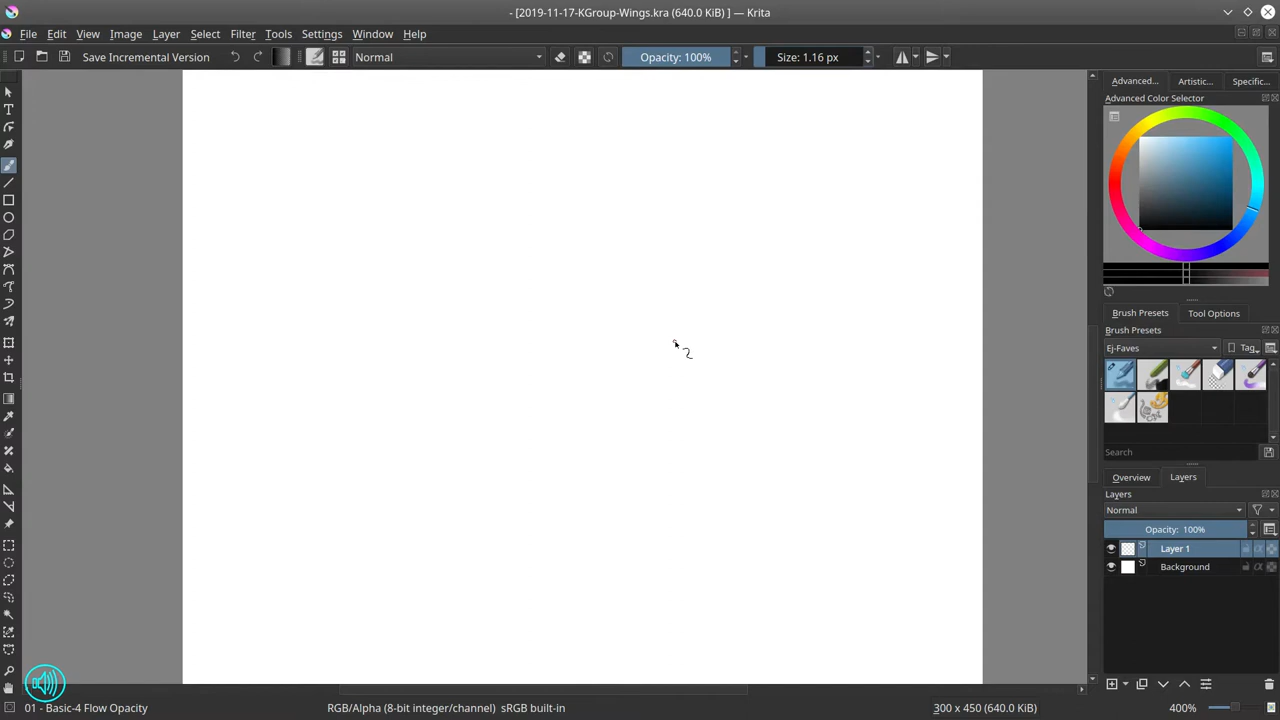 - [2019-11-17-KGroup-Wings.kra (640.0 KiB) ] — Krita
File Edit View Image Layer Select Filter Tools Settings Window Help
Save Incremental Version Normal Opacity: 100% Size: 1.16 px
Advanced... Artistic... Specific...
Advanced Color Selector
Brush Presets Tool Options
Brush Presets
Ej-Faves Tag
Search
Overview Layers
Layers
Normal
Opacity: 100%
Layer 1
Background
01 - Basic-4 Flow Opacity RGB/Alpha (8-bit integer/channel) sRGB built-in 300 x 450 (640.0 KiB) 400%